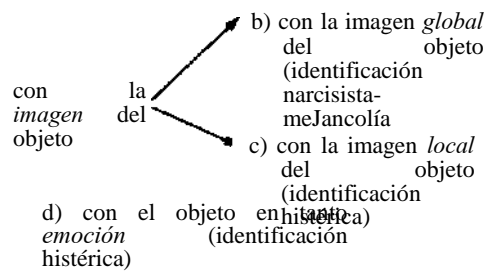 b) con la imagen global
del objeto
(identificación
narcisista-
meJancolía
con la
imagen del
objeto
c) con la imagen local
del objeto
(identificación
histérica)
d) con el objeto en tanto
emoción (identificación
histérica)